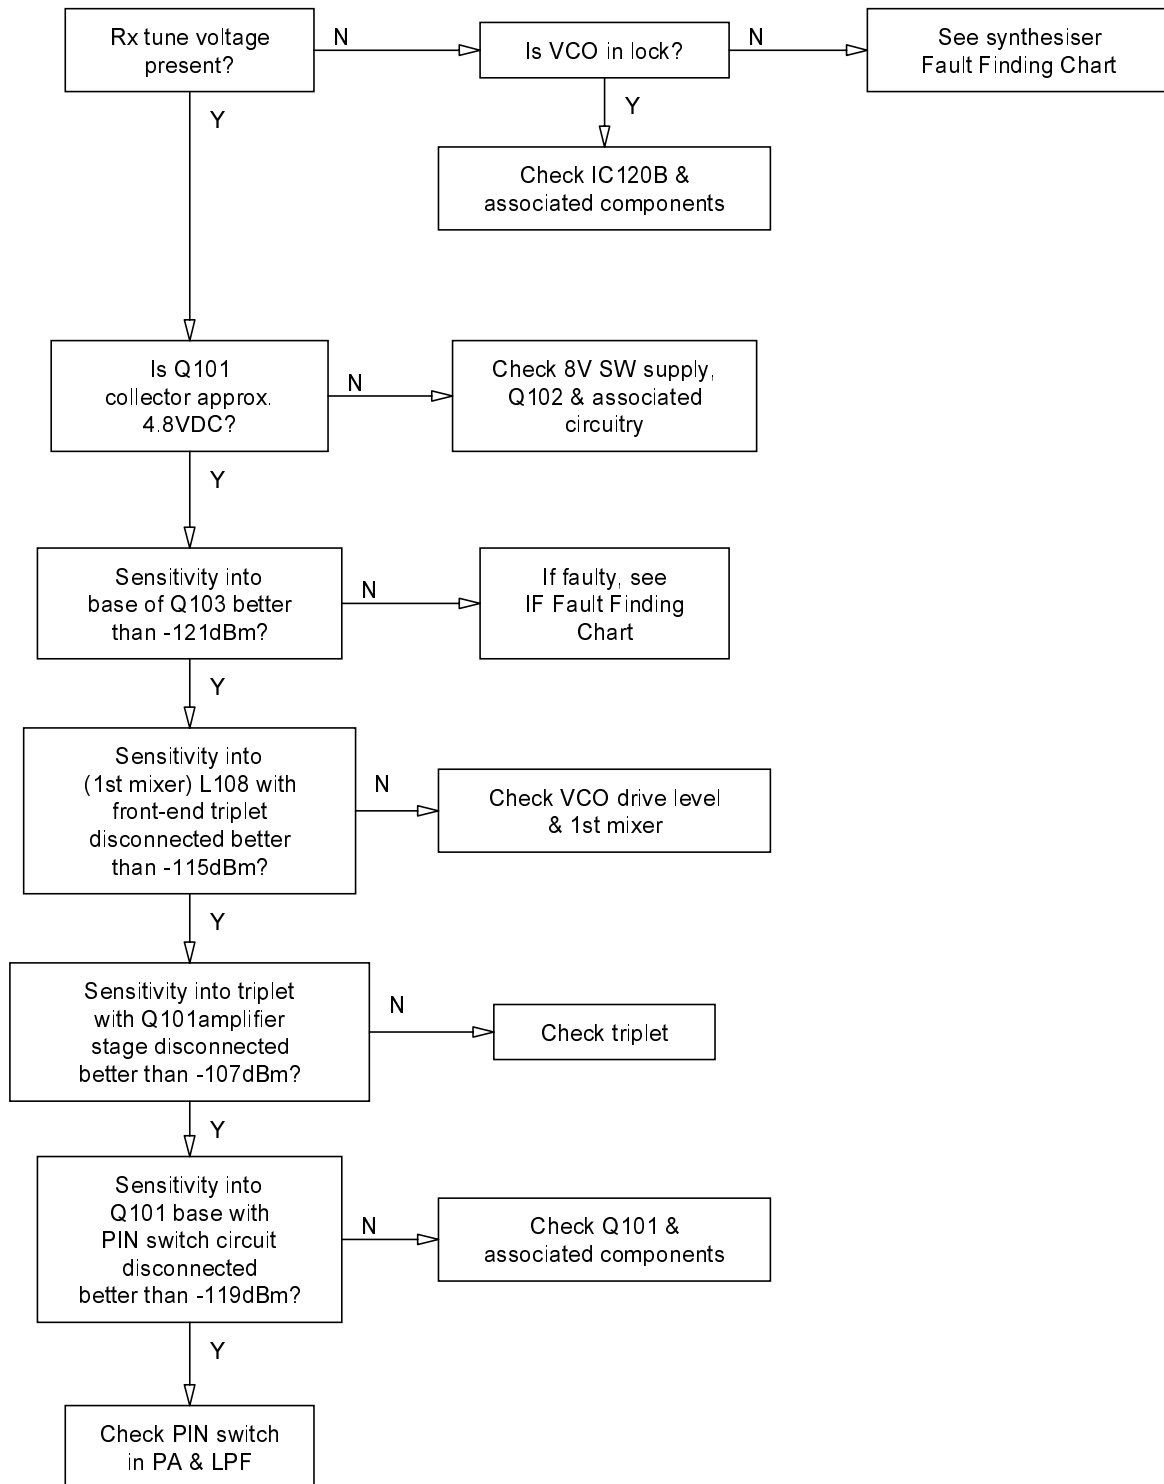 Rx tune voltage
present?
N
Is VCO in lock?
N
See synthesiser
Fault Finding Chart
Y
Y
Check IC120B &
associated components
Is Q101
collector approx.
4.8VDC?
N
Check 8V SW supply,
Q102 & associated
circuitry
Y
Sensitivity into
base of Q103 better
than -121dBm?
N
If faulty, see
IF Fault Finding
Chart
Y
Sensitivity into
(1st mixer) L108 with
front-end triplet
disconnected better
than -115dBm?
N
Check VCO drive level
& 1st mixer
Y
Sensitivity into triplet
with Q101amplifier
stage disconnected
better than -107dBm?
N
Check triplet
Y
Sensitivity into
Q101 base with
PIN switch circuit
disconnected
better than -119dBm?
N
Check Q101 &
associated components
Y
Check PIN switch
in PA & LPF